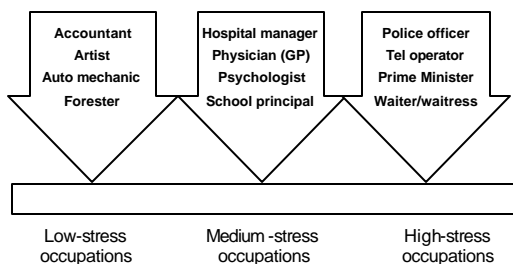 Accountant
Artist
Auto mechanic
Forester
Hospital manager
Physician (GP)
Psychologist
School principal
Police officer
Tel operator
Prime Minister
Waiter/waitress
Low-stress
occupations
Medium -stress
occupations
High-stress
occupations